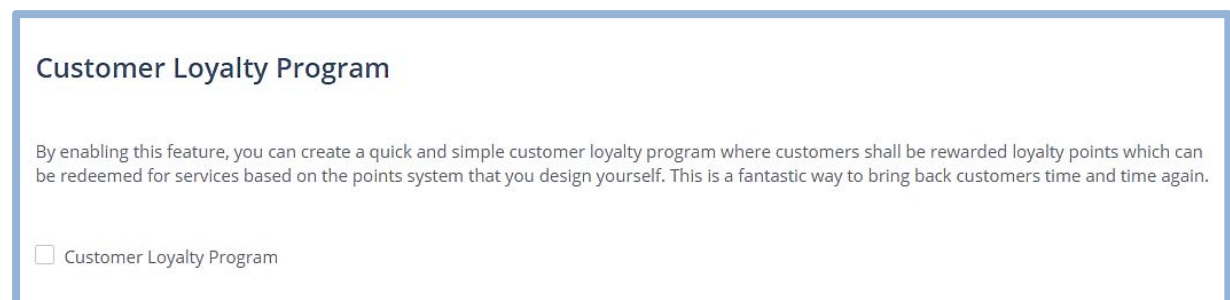 Customer Loyalty Program
By enabling this feature, you can create a quick and simple customer loyalty program where customers shall be rewarded loyalty points which can
be redeemed for services based on the points system that you design yourself. This is a fantastic way to bring back customers time and time again.
Customer Loyalty Program